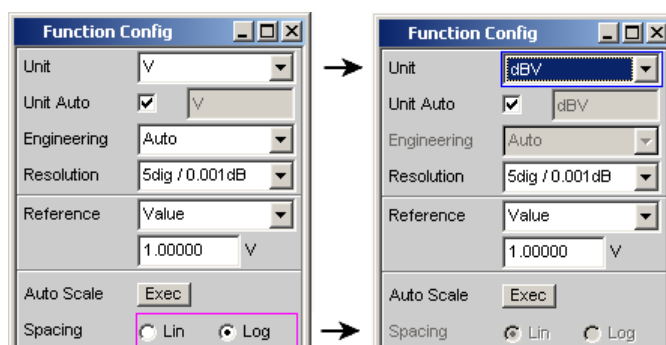 Function Config
Unit V
Unit Auto V
Engineering Auto
Resolution 5dig / 0.001dB
Reference Value
1.00000 V
Auto Scale Exec
Spacing Lin Log
Function Config
Unit dBV
Unit Auto dBV
Engineering Auto
Resolution 5dig / 0.001dB
Reference Value
1.00000 V
Auto Scale Exec
Spacing Lin Log